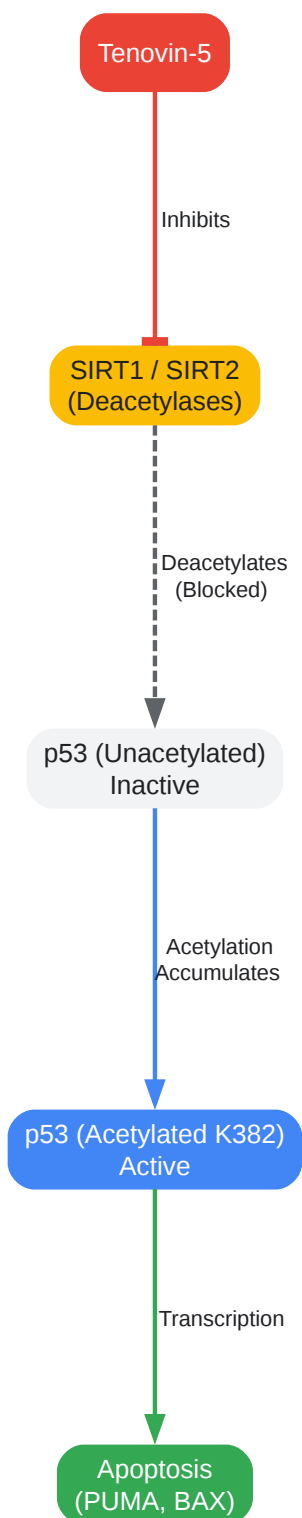 Tenovin-5
Inhibits
SIRT1 / SIRT2
(Deacetylases)
Deacetylates
(Blocked)
p53 (Unacetylated)
Inactive
Acetylation
Accumulates
p53 (Acetylated K382)
Active
Transcription
Apoptosis
(PUMA, BAX)